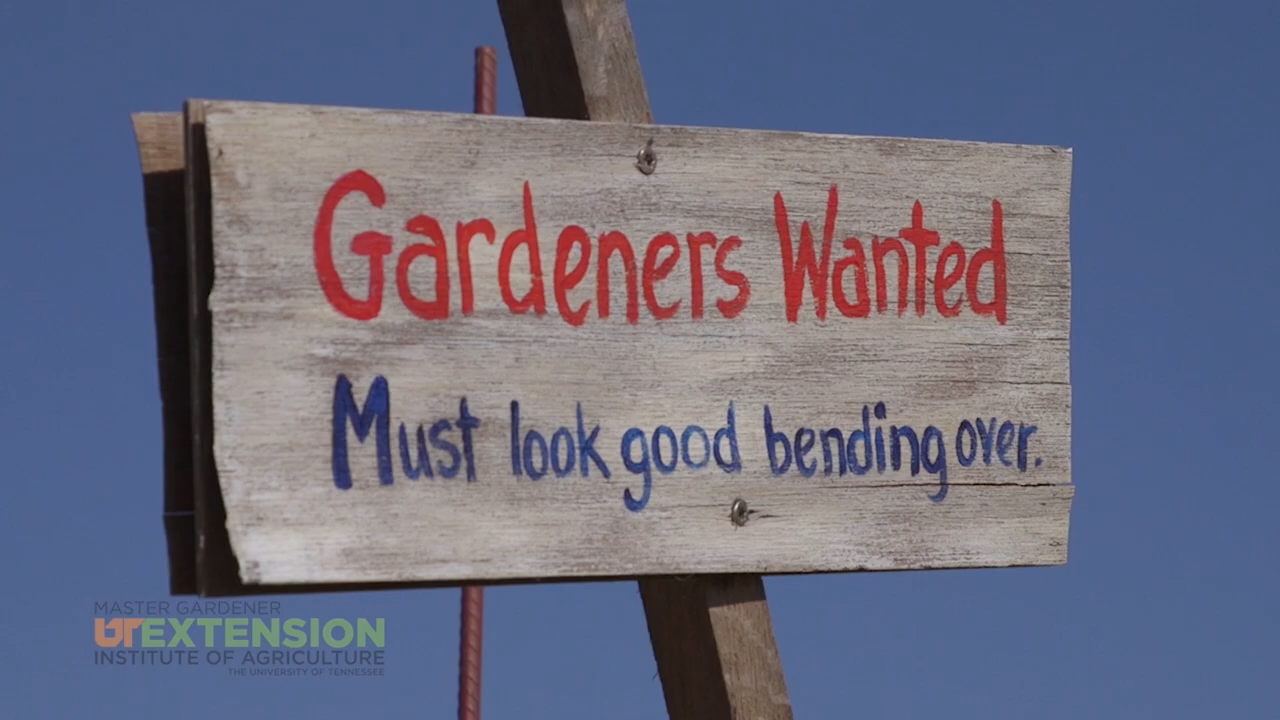 Gardeners Wanted
Must look good bending over.
MASTER GARDENER
UT EXTENSION
INSTITUTE OF AGRICULTURE
THE UNIVERSITY OF TENNESSEE